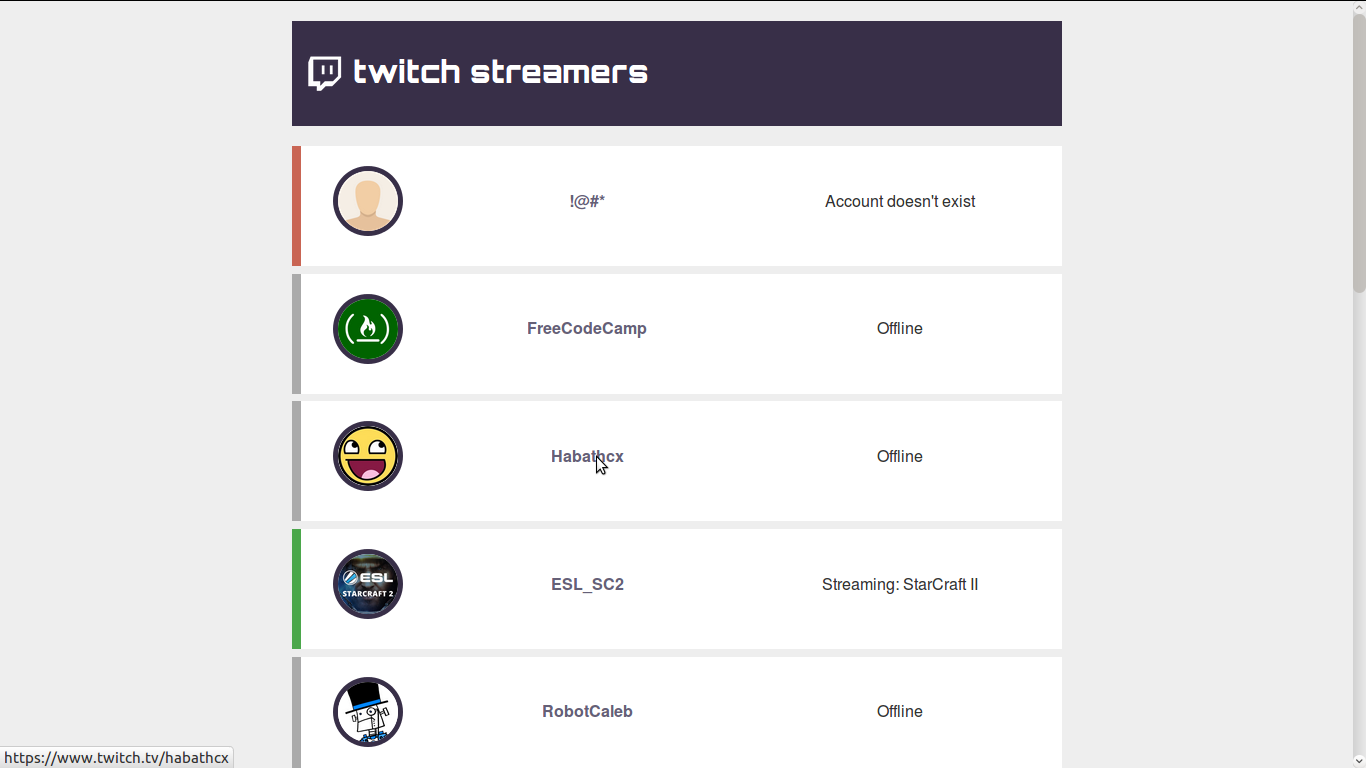 twitch streamers
!@#*
Account doesn't exist
FreeCodeCamp
Offline
Habathcx
Offline
ESL
STARCRAFT 2
ESL_SC2
Streaming: StarCraft II
RobotCaleb
Offline
https://www.twitch.tv/habathcx